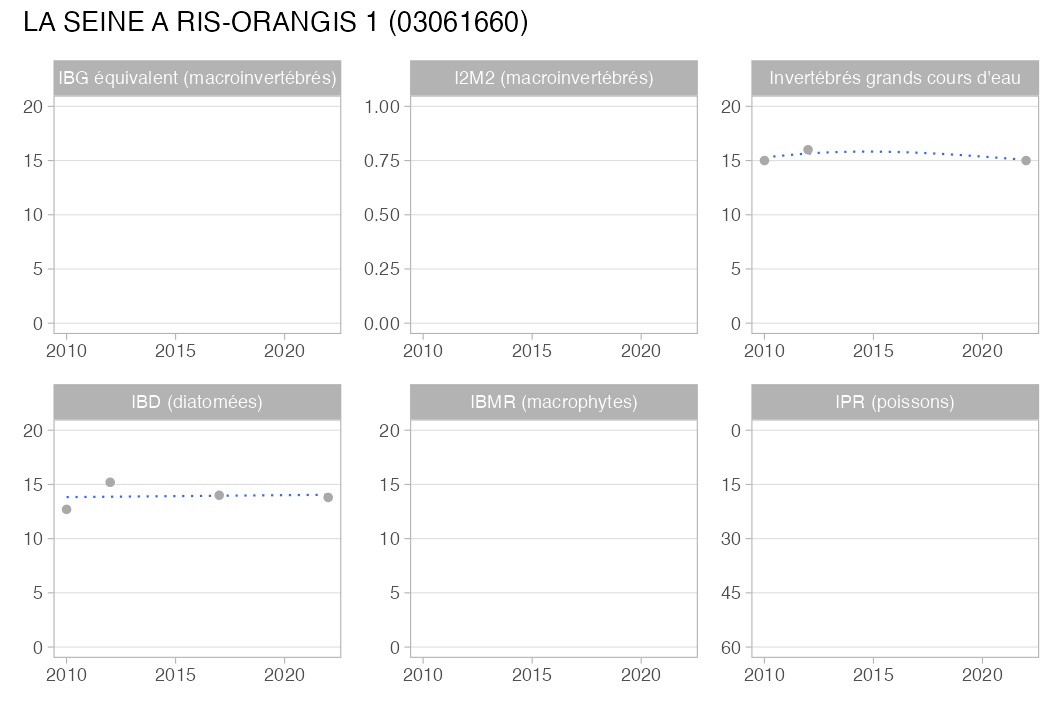 LA SEINE A RIS-ORANGIS 1 (03061660)
IBG équivalent (macroinvertébrés)
20
15
10
5
0
2010 2015 2020
I2M2 (macroinvertébrés)
1.00
0.75
0.50
0.25
0.00
2010 2015 2020
Invertébrés grands cours d'eau
20
15
10
5
0
2010 2015 2020
IBD (diatomées)
20
15
10
5
0
2010 2015 2020
IBMR (macrophytes)
20
15
10
5
0
2010 2015 2020
IPR (poissons)
0
15
30
45
60
2010 2015 2020